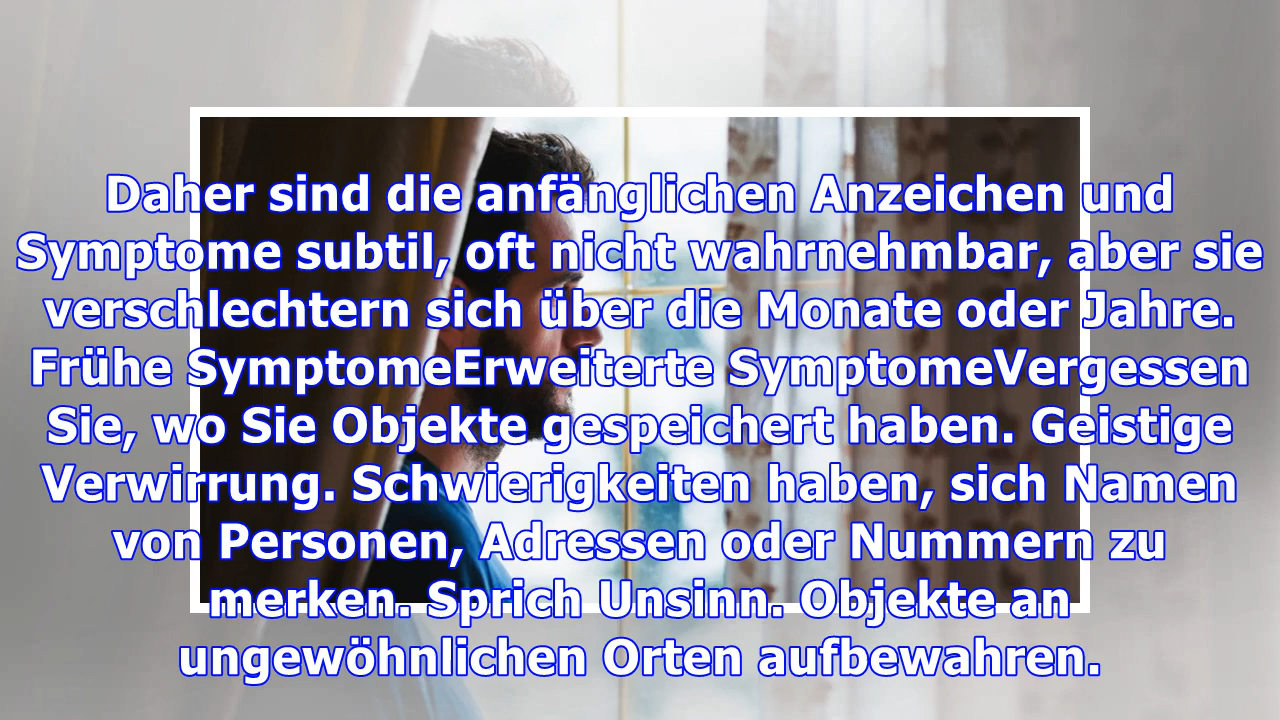 Daher sind die anfänglichen Anzeichen und
Symptome subtil, oft nicht wahrnehmbar, aber sie
verschlechtern sich über die Monate oder Jahre.
Frühe SymptomeErweiterte SymptomeVergessen
Sie, wo Sie Objekte gespeichert haben. Geistige
Verwirrung. Schwierigkeiten haben, sich Namen
von Personen, Adressen oder Nummern zu
merken. Sprich Unsinn. Objekte an
ungewöhnlichen Orten aufbewahren.